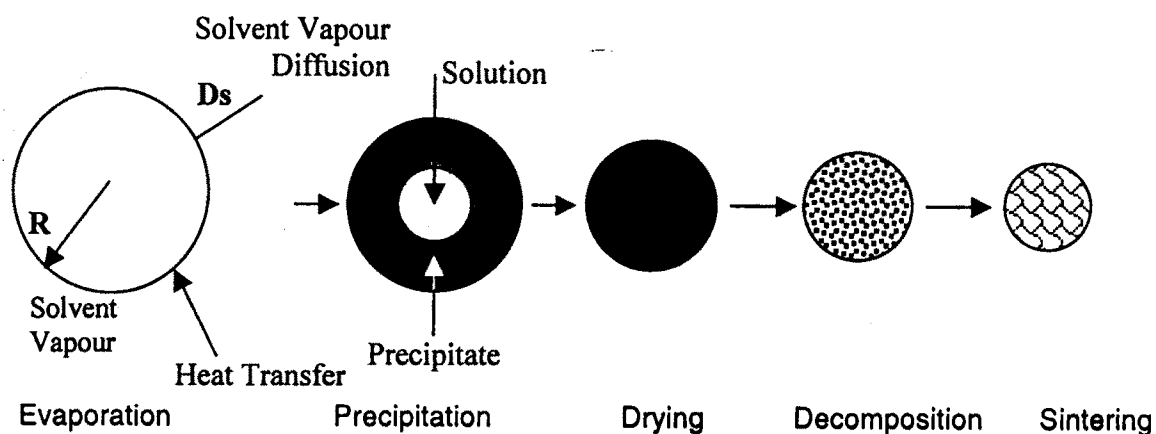 Solvent Vapour
Diffusion
Ds
Solution
R
Solvent
Vapour
Heat Transfer
Precipitate
Evaporation
Precipitation
Drying
Decomposition
Sintering